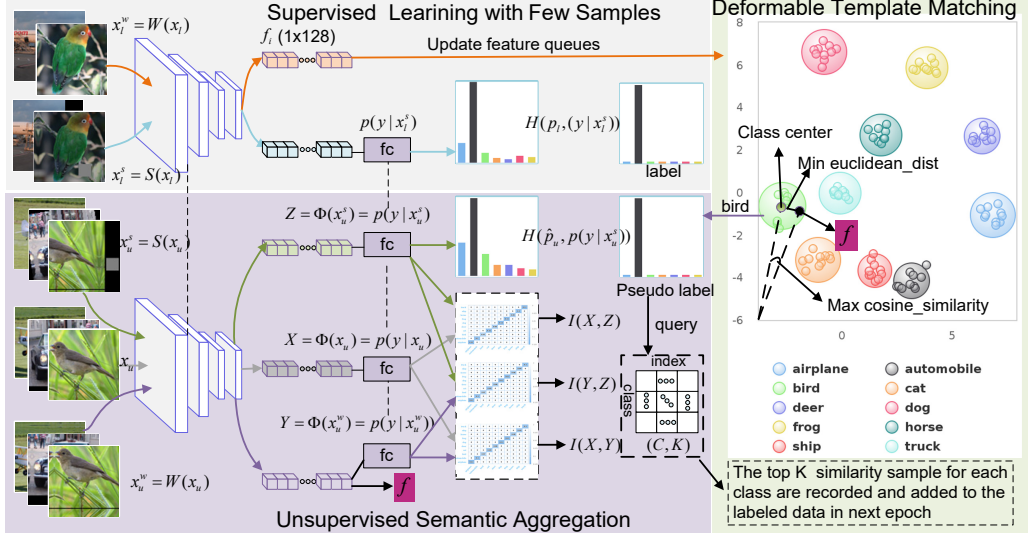 Supervised Learining with Few Samples
x_l^w = W(x_l)
f_i (1x128)
Update feature queues
p(y | x_l^s)
fc
H(p_l,(y | x_l^s))
label
x_l^s = S(x_l)
Z = Φ(x_u^s) = p(y | x_u^s)
x_u^s = S(x_u)
fc
H(p̂_u, p(y | x_u^s))
Pseudo label
I(X,Z)
query
x_u
X = Φ(x_u) = p(y | x_u)
fc
I(Y,Z)
index
class
Y = Φ(x_u^w) = p(y | x_u^w))
fc
I(X,Y)
(C, K)
x_u^w = W(x_u)
f
Unsupervised Semantic Aggregation
Deformable Template Matching
8
6
4
2
0
-2
-4
-6
0
5
Class center
Min euclidean_dist
bird
f
Max cosine_similarity
airplane
automobile
bird
cat
deer
dog
frog
horse
ship
truck
The top K similarity sample for each
class are recorded and added to the
labeled data in next epoch